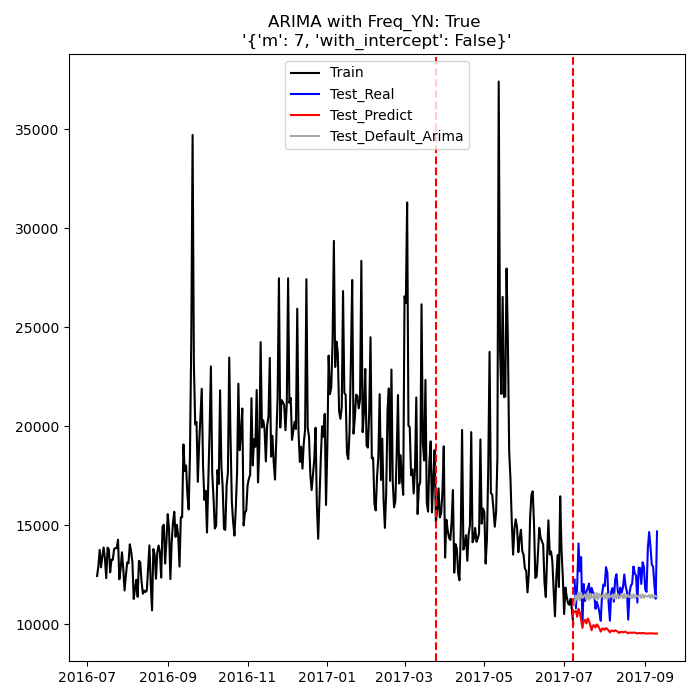 ARIMA with Freq_YN: True
'{'m': 7, 'with_intercept': False}'
Train
Test_Real
Test_Predict
Test_Default_Arima
35000
30000
25000
20000
15000
10000
2016-07 2016-09 2016-11 2017-01 2017-03 2017-05 2017-07 2017-09